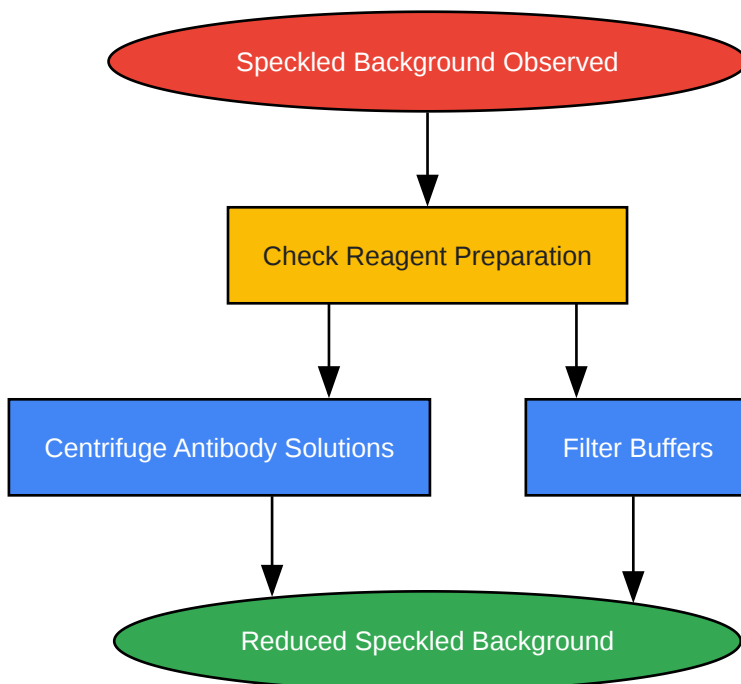 Speckled Background Observed
Check Reagent Preparation
Centrifuge Antibody Solutions
Filter Buffers
Reduced Speckled Background